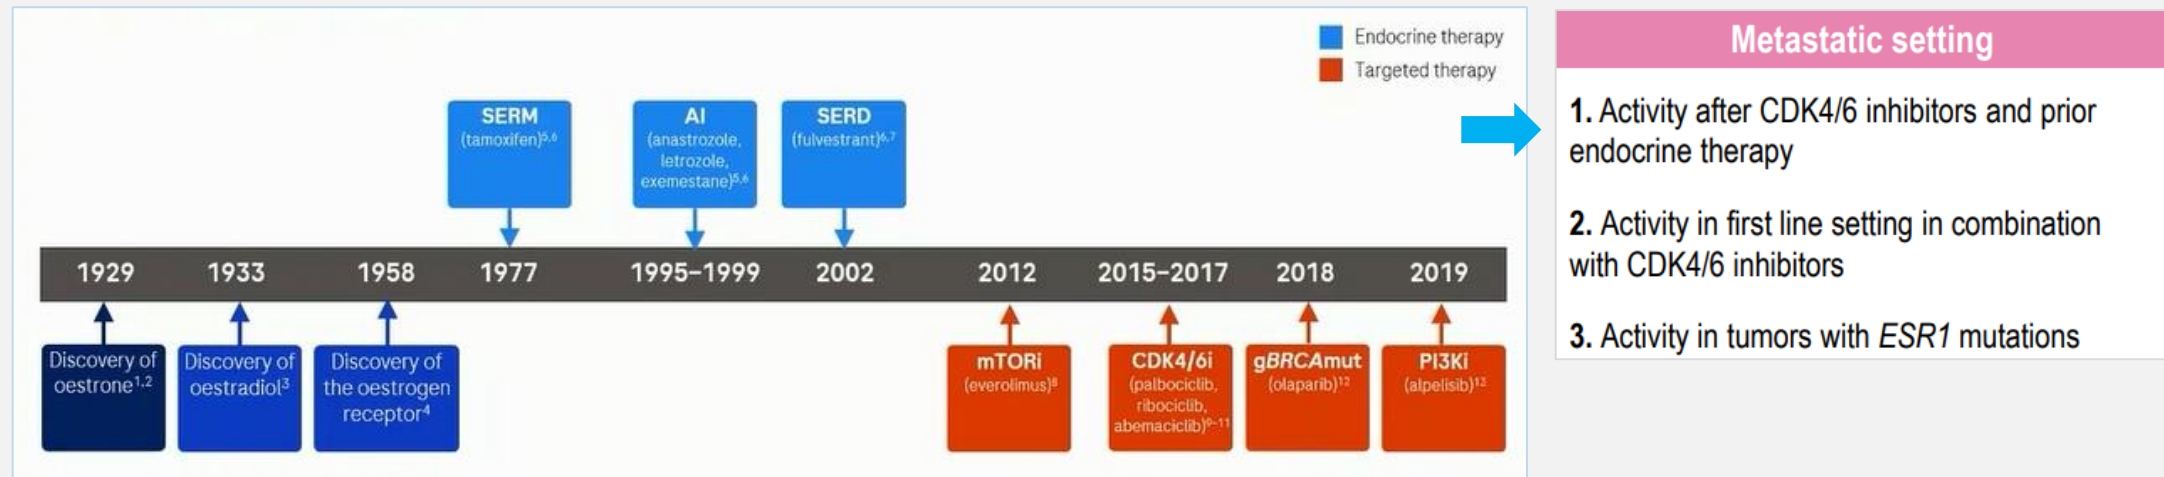 Endocrine therapy
Targeted therapy
SERM
(tamoxifen)⁵,⁶
AI
(anastrozole,
letrozole,
exemestane)⁵,⁶
SERD
(fulvestrant)⁶,⁷
1929
1933
1958
1977
1995–1999
2002
2012
2015–2017
2018
2019
Discovery of
oestrone¹,²
Discovery of
oestradiol³
Discovery of
the oestrogen
receptor⁴
mTORi
(everolimus)⁸
CDK4/6i
(palbociclib,
ribociclib,
abemaciclib)⁹⁻¹¹
gBRCAmut
(olaparib)¹²
PI3Ki
(alpelisib)¹³
Metastatic setting
1. Activity after CDK4/6 inhibitors and prior
endocrine therapy
2. Activity in first line setting in combination
with CDK4/6 inhibitors
3. Activity in tumors with ESR1 mutations